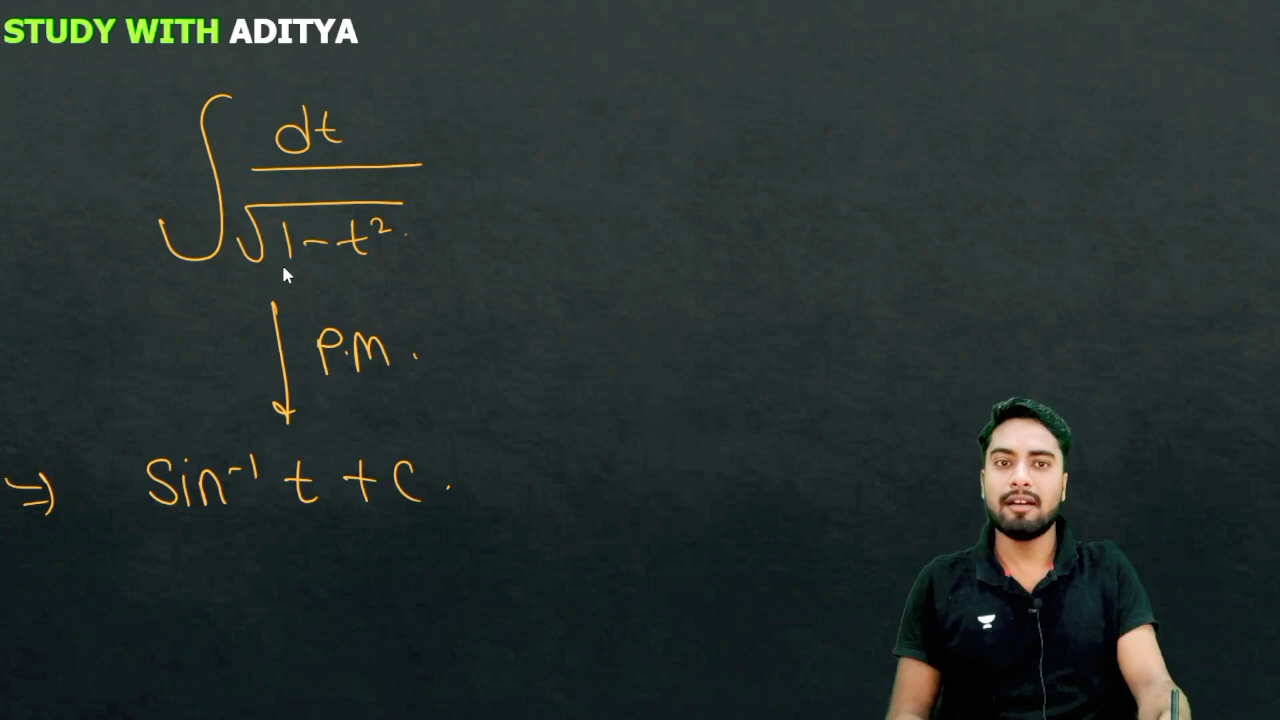 STUDY WITH ADITYA
∫ dt / √(1 - t²).
↓ P.M.
⇒ Sin⁻¹ t + c.